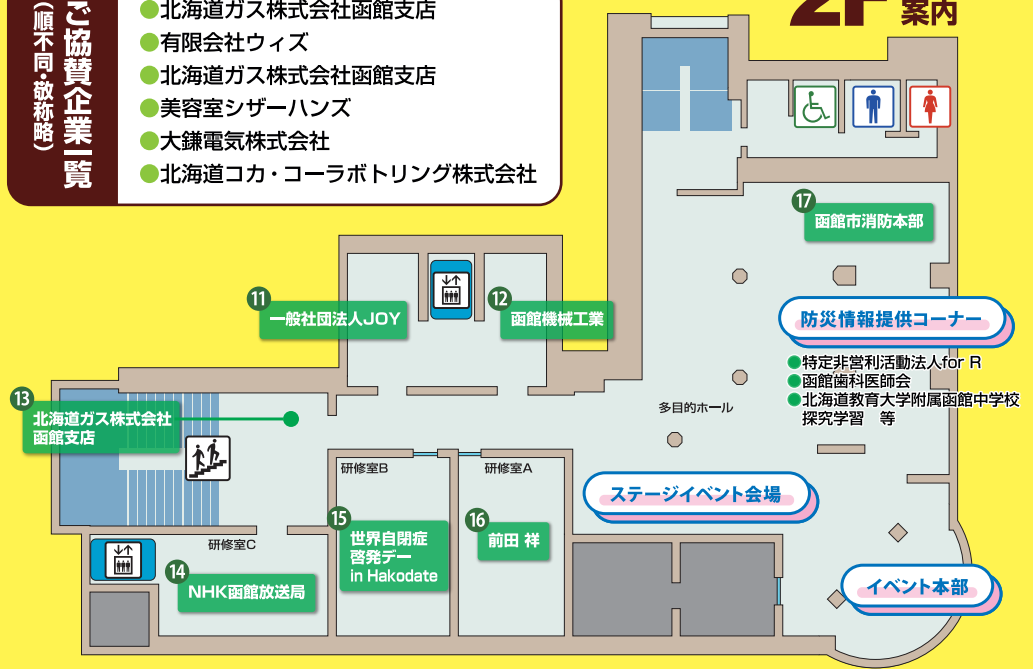 ご協賛企業一覧
(順不同・敬称略)
●北海道ガス株式会社函館支店
●有限会社ウィズ
●北海道ガス株式会社函館支店
●美容室シザーハンズ
●大鎌電気株式会社
●北海道コカ・コーラボトリング株式会社
2F
案内
17
函館市消防本部
11
一般社団法人JOY
12
函館機械工業
防災情報提供コーナー
●特定非営利活動法人for R
●函館歯科医師会
●北海道教育大学附属函館中学校
探究学習 等
13
北海道ガス株式会社
函館支店
多目的ホール
研修室B
研修室A
ステージイベント会場
15
世界自閉症
啓発デー
in Hakodate
16
前田 祥
研修室C
14
NHK函館放送局
イベント本部